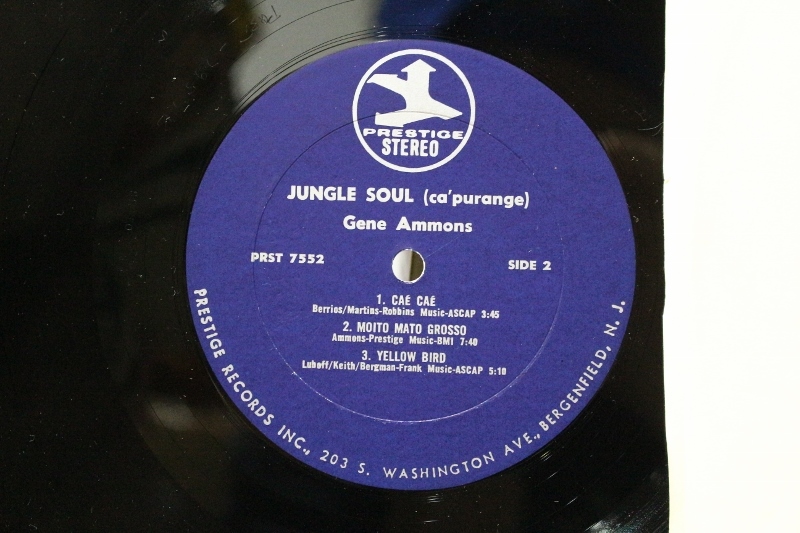 PRESTIGE
STEREO
JUNGLE SOUL (ca'purange)
Gene Ammons
PRST 7552
SIDE 2
1. CAÉ CAÉ
Berrios/Martins-Robbins Music-ASCAP 3:45
2. MOITO MATO GROSSO
Ammons-Prestige Music-BMI 7:40
3. YELLOW BIRD
Luboff/Keith/Bergman-Frank Music-ASCAP 5:10
PRESTIGE RECORDS INC., 203 S. WASHINGTON AVE., BERGENFIELD, N. J.